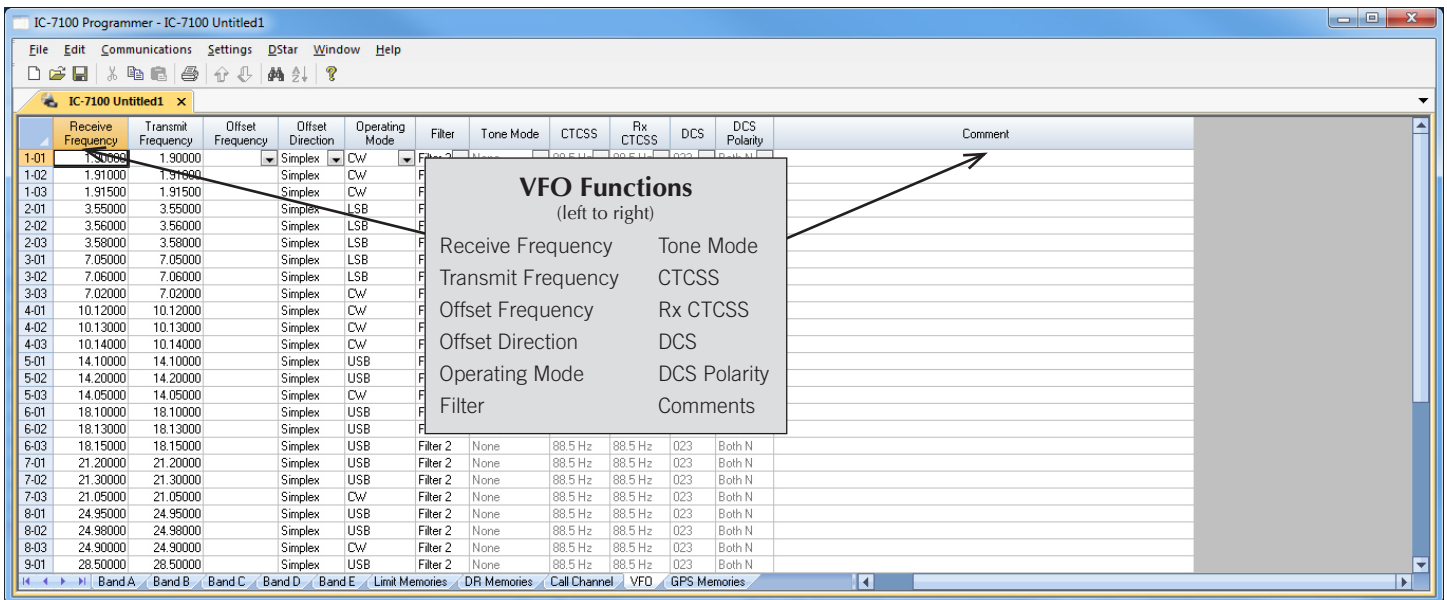 IC-7100 Programmer - IC-7100 Untitled1
File Edit Communications Settings DStar Window Help
IC-7100 Untitled1 X
Receive Frequency Transmit Frequency Offset Frequency Offset Direction Operating Mode Filter Tone Mode CTCSS Rx CTCSS DCS DCS Polarity Comment
1-01 1.90000 1.90000 Simplex CW Filter 2 None 88.5 Hz 88.5 Hz 023 Both N
1-02 1.91000 1.91000 Simplex CW F
1-03 1.91500 1.91500 Simplex CW F
2-01 3.55000 3.55000 Simplex LSB F
2-02 3.56000 3.56000 Simplex LSB F
2-03 3.58000 3.58000 Simplex LSB F
3-01 7.05000 7.05000 Simplex LSB F
3-02 7.06000 7.06000 Simplex LSB F
3-03 7.02000 7.02000 Simplex CW F
4-01 10.12000 10.12000 Simplex CW F
4-02 10.13000 10.13000 Simplex CW F
4-03 10.14000 10.14000 Simplex CW F
5-01 14.10000 14.10000 Simplex USB F
5-02 14.20000 14.20000 Simplex USB F
5-03 14.05000 14.05000 Simplex CW F
6-01 18.10000 18.10000 Simplex USB F
6-02 18.13000 18.13000 Simplex USB F
VFO Functions
(left to right)
Receive Frequency Tone Mode
Transmit Frequency CTCSS
Offset Frequency Rx CTCSS
Offset Direction DCS
Operating Mode DCS Polarity
Filter Comments
6-03 18.15000 18.15000 Simplex USB Filter 2 None 88.5 Hz 88.5 Hz 023 Both N
7-01 21.20000 21.20000 Simplex USB Filter 2 None 88.5 Hz 88.5 Hz 023 Both N
7-02 21.30000 21.30000 Simplex USB Filter 2 None 88.5 Hz 88.5 Hz 023 Both N
7-03 21.05000 21.05000 Simplex CW Filter 2 None 88.5 Hz 88.5 Hz 023 Both N
8-01 24.95000 24.95000 Simplex USB Filter 2 None 88.5 Hz 88.5 Hz 023 Both N
8-02 24.98000 24.98000 Simplex USB Filter 2 None 88.5 Hz 88.5 Hz 023 Both N
8-03 24.90000 24.90000 Simplex CW Filter 2 None 88.5 Hz 88.5 Hz 023 Both N
9-01 28.50000 28.50000 Simplex USB Filter 2 None 88.5 Hz 88.5 Hz 023 Both N
Band A Band B Band C Band D Band E Limit Memories DR Memories Call Channel VFO GPS Memories